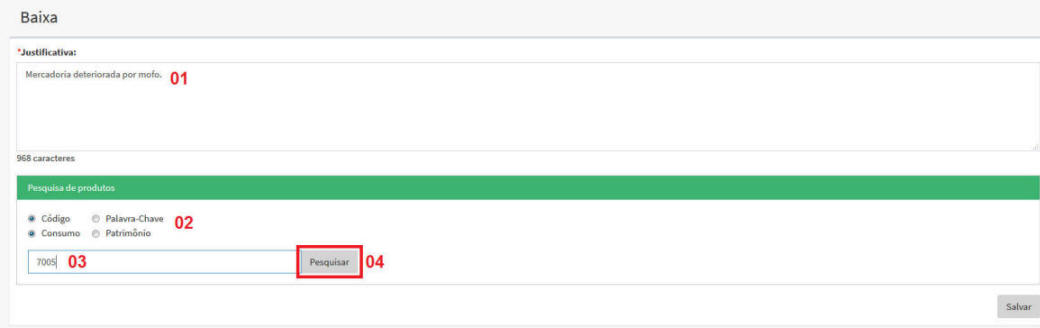 Baixa
*Justificativa:
Mercadoria deteriorada por mofo. 01
968 caracteres
Pesquisa de produtos
Código Palavra-Chave 02
Consumo Patrimônio
7005 03 Pesquisar 04
Salvar